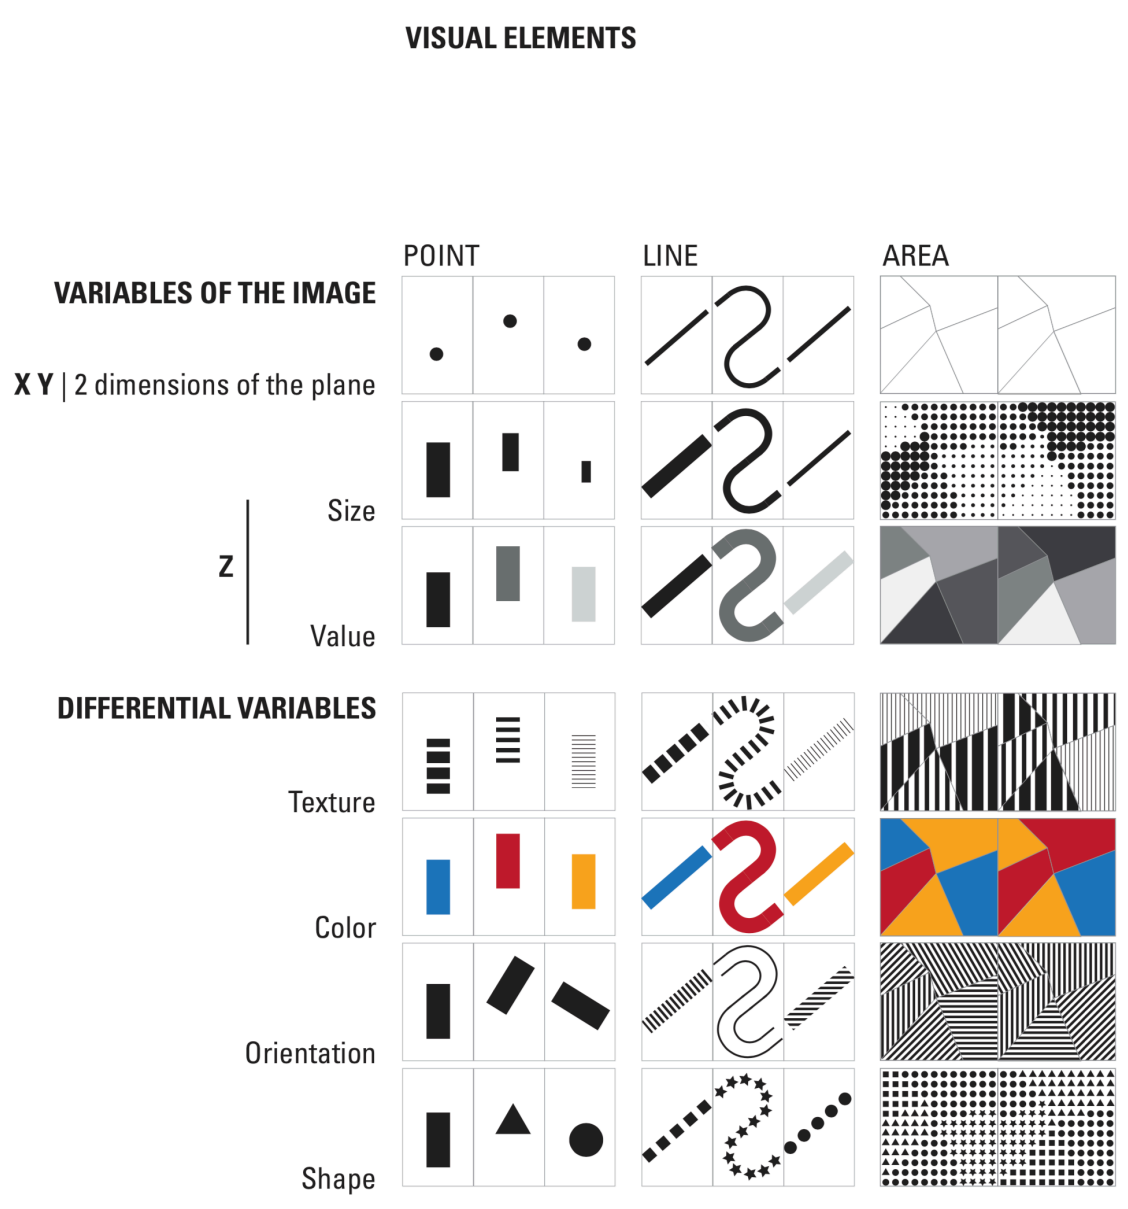 VISUAL ELEMENTS
POINT
LINE
AREA
VARIABLES OF THE IMAGE
X Y | 2 dimensions of the plane
Size
Z
Value
DIFFERENTIAL VARIABLES
Texture
Color
Orientation
Shape